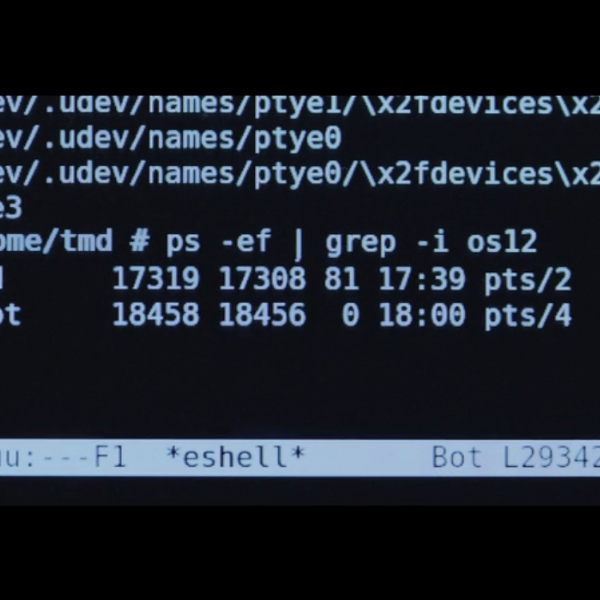 ev/.udev/names/ptye1/\x2fdevices\x2
ev/.udev/names/ptye0
ev/.udev/names/ptye0/\x2fdevices\x2
e3
ome/tmd # ps -ef | grep -i os12
d 17319 17308 81 17:39 pts/2
ot 18458 18456 0 18:00 pts/4
uu:---F1 *eshell* Bot L29342